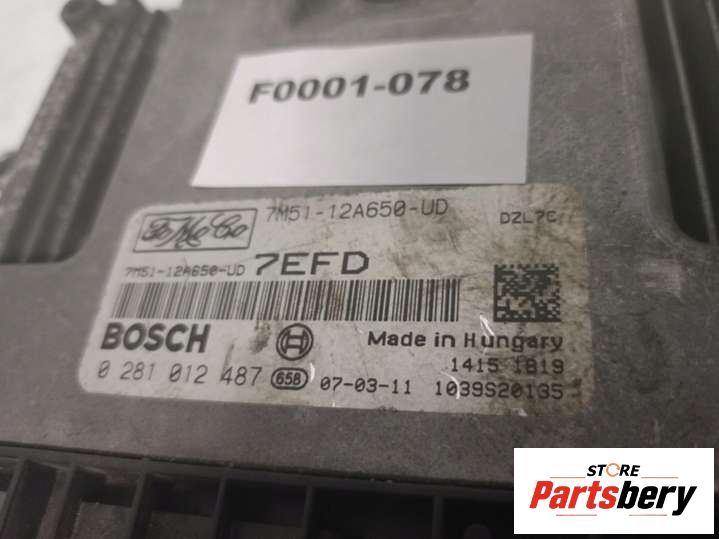 F0001-078
FoMoCo
7M51-12A650-UD
DZL7C
7M51-12A650-UD 7EFD
BOSCH
Made in Hungary
1415 1819
0 281 012 487 658 07-03-11 1039S20135
STORE
Partsbery